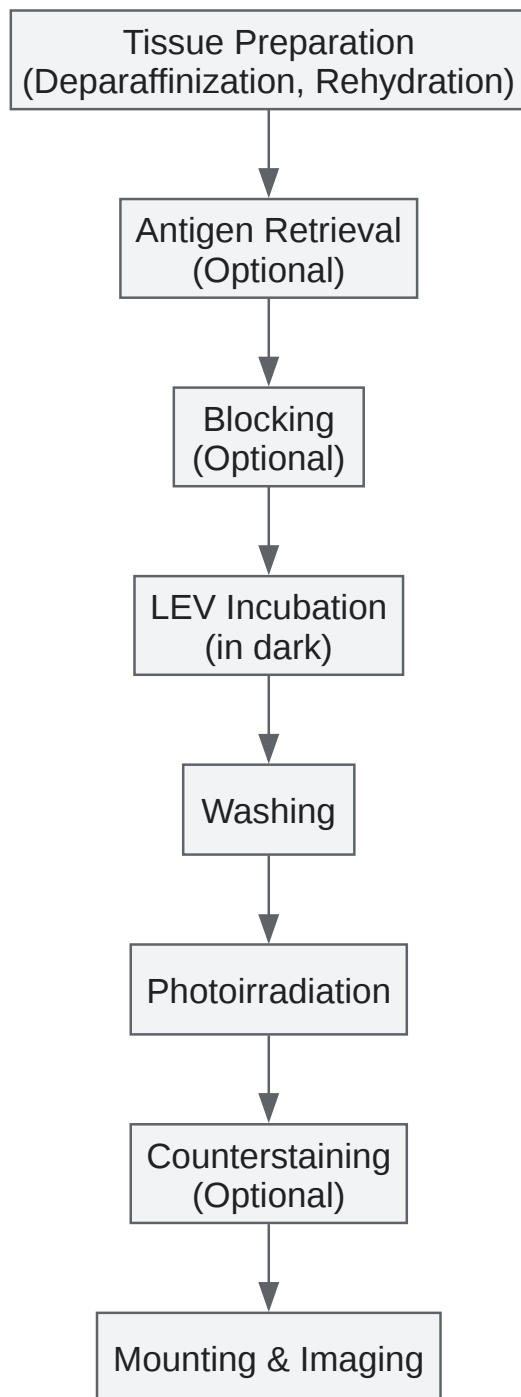 Tissue Preparation
(Deparaffinization, Rehydration)
Antigen Retrieval
(Optional)
Blocking
(Optional)
LEV Incubation
(in dark)
Washing
Photoirradiation
Counterstaining
(Optional)
Mounting & Imaging